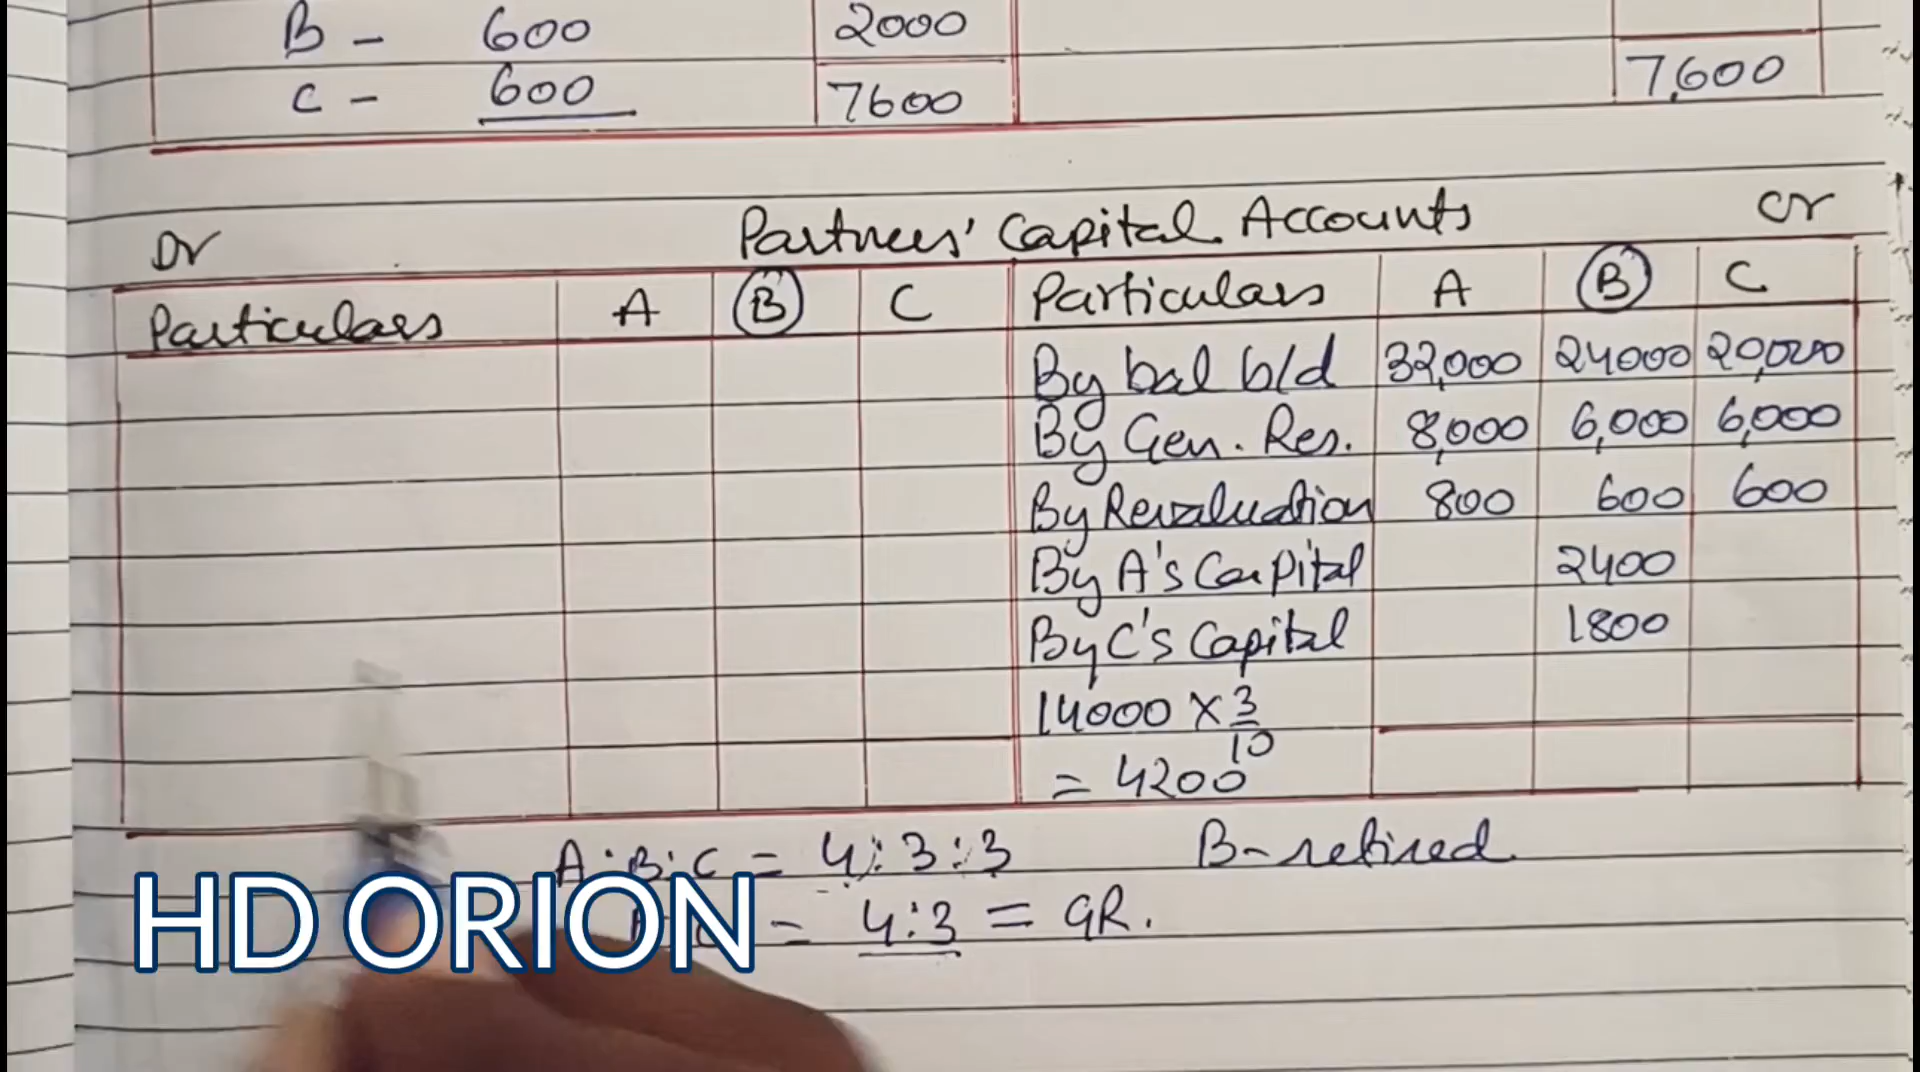 B - 600 2000
C - 600 7600 7,600
Dr Partners' Capital Accounts Cr
Particulars A B C Particulars A B C
By bal b/d 32,000 24000 20,000
By Gen. Res. 8,000 6,000 6,000
By Revaluation 800 600 600
By A's Capital 2400
By C's Capital 1800
14000 × 3/10
= 4200
A:B:C = 4:3:3 B-retired
C - 4:3 = GR.
HD ORION